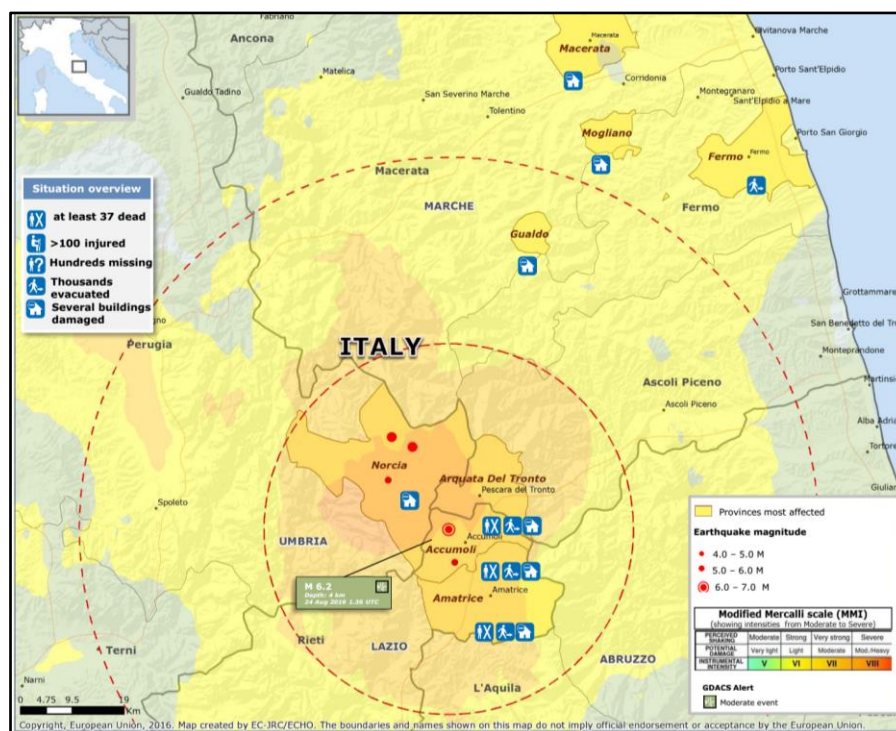 Fabriano
Ancona
Matelica
Gualdo Tadino
San Severino Marche
Tolentino
Macerata
Macerata
Corridonia
Civitanova Marche
Porto Sant'Elpidio
Montegranaro
Sant'Elpidio a Mare
Porto San Giorgio
Mogliano
Fermo
Fermo
Fermo
Macerata
MARCHE
Gualdo
Situation overview
at least 37 dead
>100 injured
Hundreds missing
Thousands
evacuated
Several buildings
damaged
Perugia
ITALY
Grottammare
San Benedetto del Tro
Monteprandone
Martinsi
Ascoli Piceno
Ascoli Piceno
Alba Adria
Tortore
Giulian
Norcia
Arquata Del Tronto
Pescara del Tronto
Spoleto
UMBRIA
Accumoli
Accumoli
M 6.2
Depth: 4 km
24 Aug 2016 1.36 UTC
Amatrice
Amatrice
Rieti
LAZIO
ABRUZZO
L'Aquila
Terni
Narni
0 4.75 9.5 19
Km
Provinces most affected
Earthquake magnitude
4.0 – 5.0 M
5.0 – 6.0 M
6.0 – 7.0 M
Modified Mercalli scale (MMI)
(showing intensities from Moderate to Severe)
PERCEIVED SHAKING Moderate Strong Very strong Severe
POTENTIAL DAMAGE Very light Light Moderate Mod./Heavy
INSTRUMENTAL INTENSITY V VI VII VIII
GDACS Alert
Moderate event
Copyright, European Union, 2016. Map created by EC-JRC/ECHO. The boundaries and names shown on this map do not imply official endorsement or acceptance by the European Union.